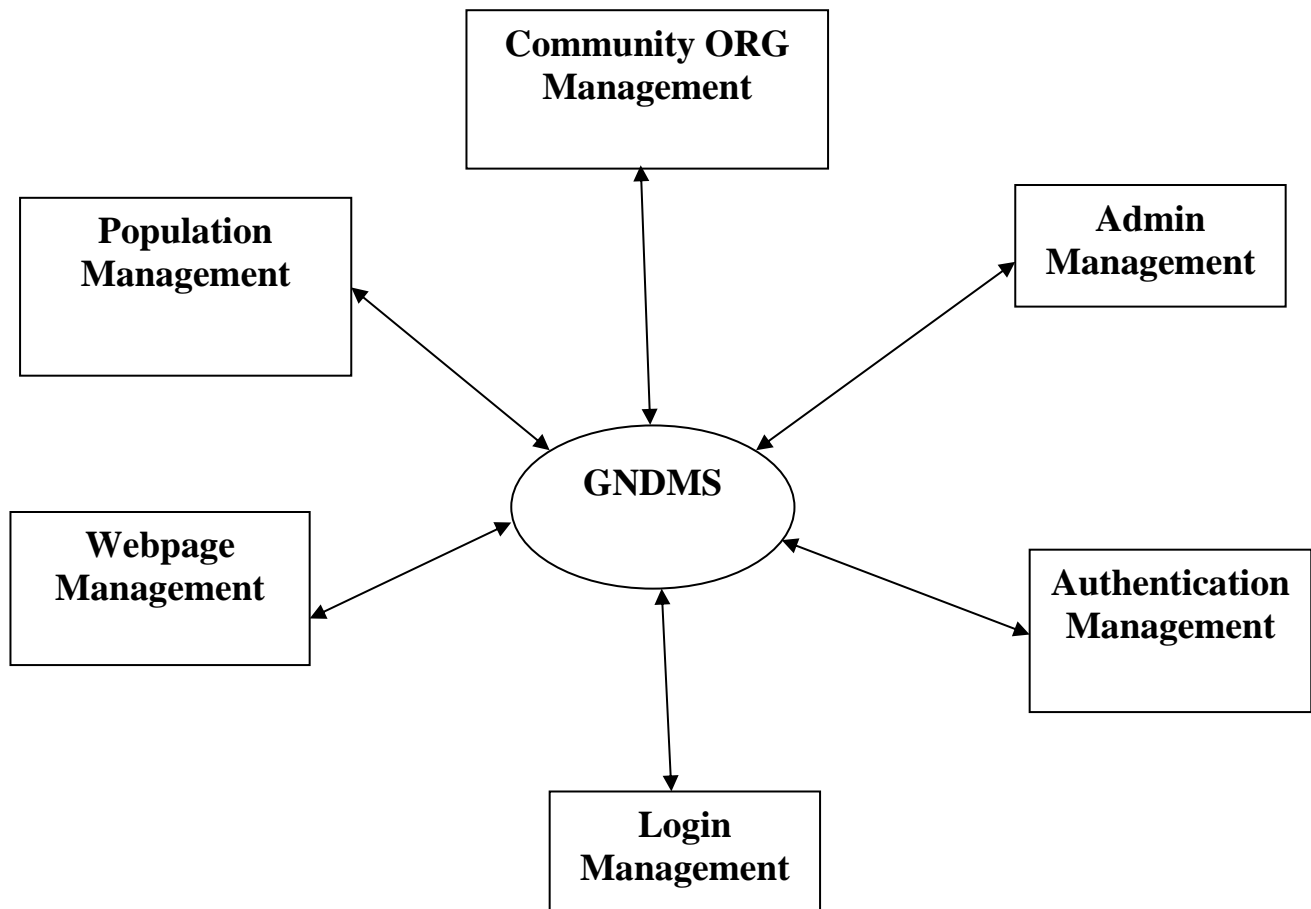 Community ORG
Management
Population
Management
Admin
Management
GNDMS
Webpage
Management
Authentication
Management
Login
Management